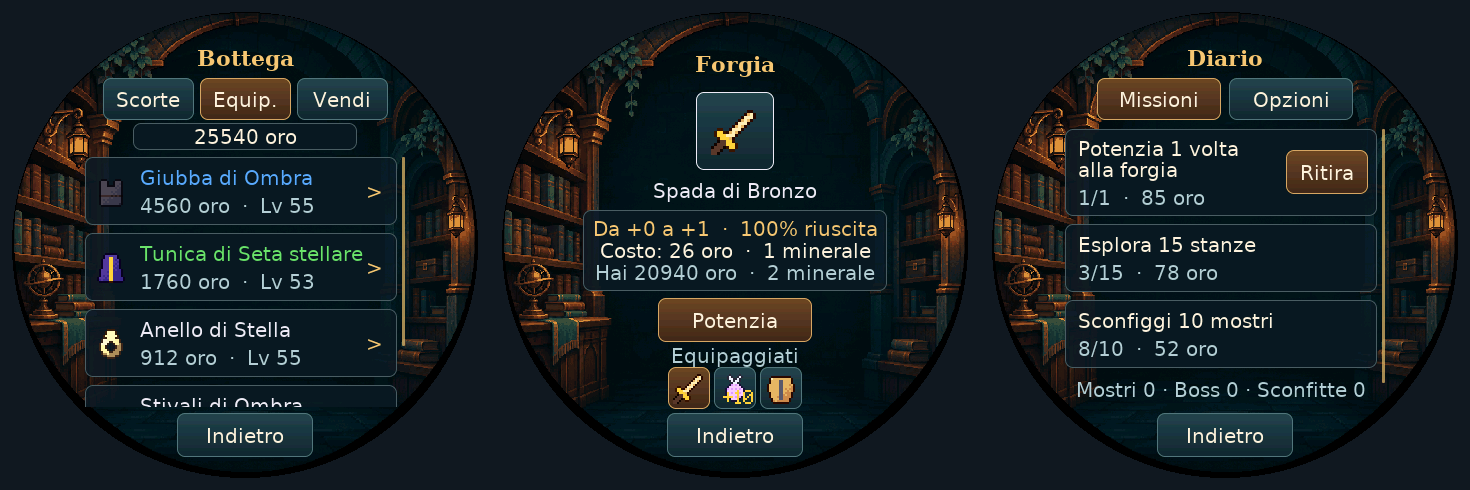 Bottega
Scorte
Equip.
Vendi
25540 oro
Giubba di Ombra
4560 oro · Lv 55
>
Tunica di Seta stellare
1760 oro · Lv 53
>
Anello di Stella
912 oro · Lv 55
>
Stivali di Ombra
Indietro
Forgia
Spada di Bronzo
Da +0 a +1 · 100% riuscita
Costo: 26 oro · 1 minerale
Hai 20940 oro · 2 minerale
Potenzia
Equipaggiati
+10
Indietro
Diario
Missioni
Opzioni
Potenzia 1 volta
alla forgia
1/1 · 85 oro
Ritira
Esplora 15 stanze
3/15 · 78 oro
Sconfiggi 10 mostri
8/10 · 52 oro
Mostri 0 · Boss 0 · Sconfitte 0
Indietro